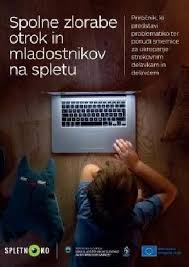 Spolne zlorabe
otrok in
mladostnikov
na spletu
Priročnik, ki
predstavi
problematiko ter
ponudi smernice
za ukrepanje
strokovnim
delavkam in
delavcem
SPLETNO OKO